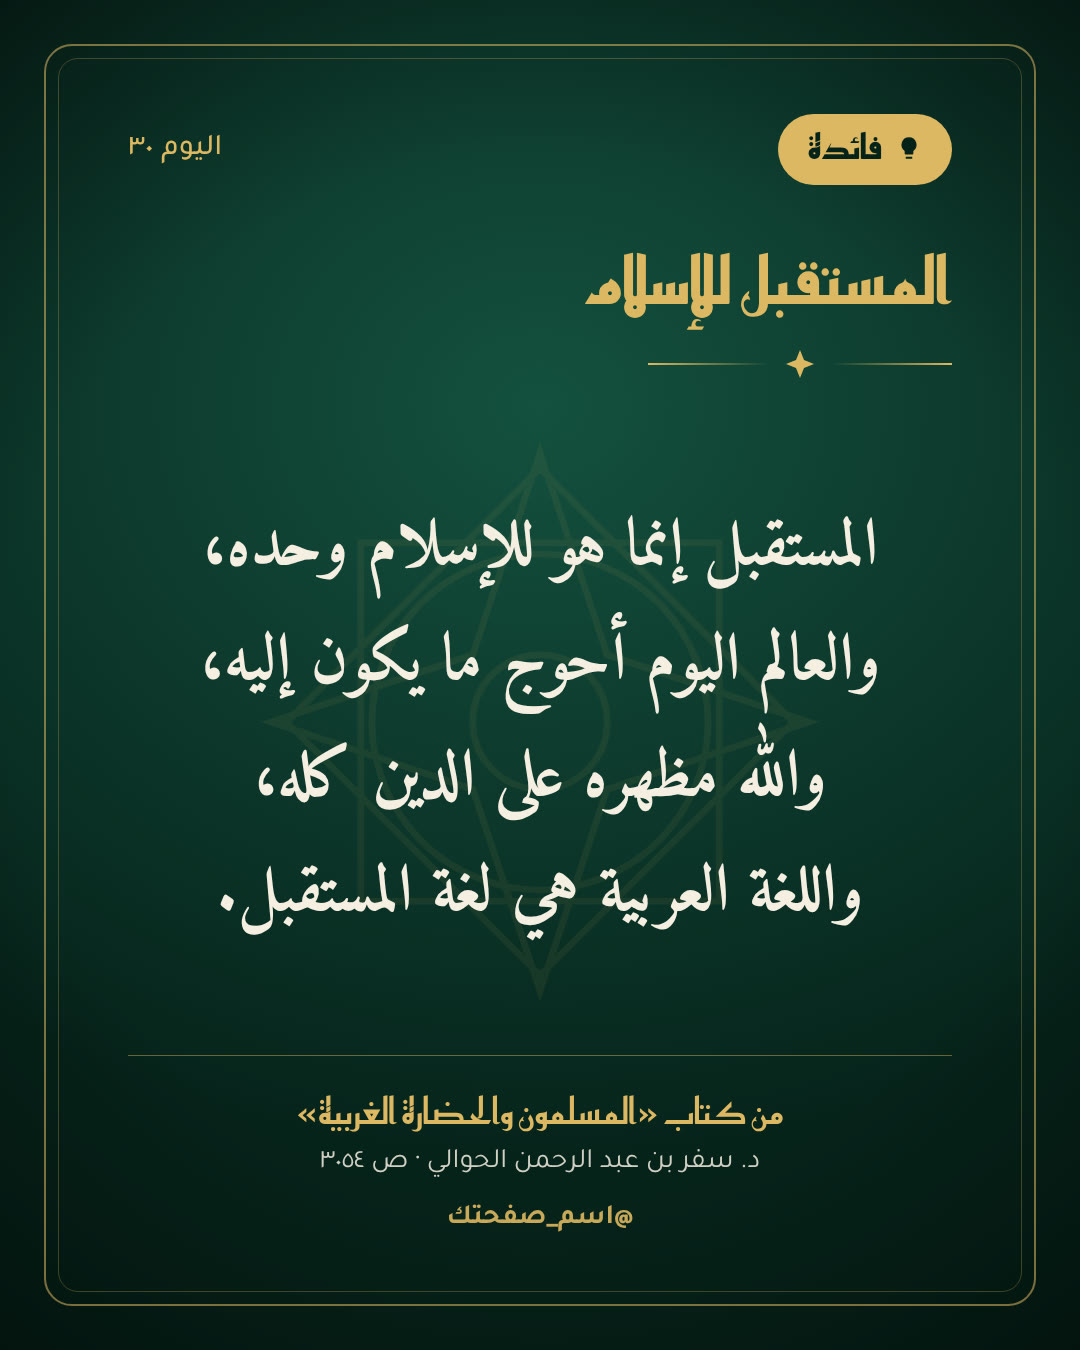 فائدة
اليوم ٣٠
المستقبل للإسلام
المستقبل إنما هو للإسلام وحده،
والعالم اليوم أحوج ما يكون إليه،
والله مظهره على الدين كله،
واللغة العربية هي لغة المستقبل.
من كتاب «المسلمون والحضارة الغربية»
د. سفر بن عبد الرحمن الحوالي · ص ٣٠٥٤
@اسم_صفحتك